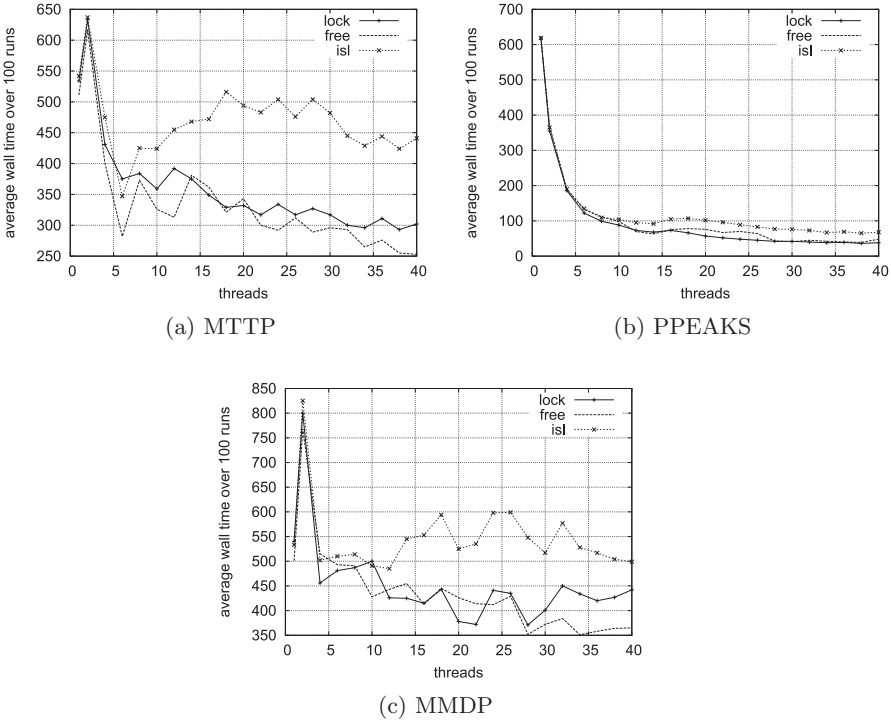 650
600
550
500
450
400
350
300
250
average wall time over 100 runs
lock
free
isl
0 5 10 15 20 25 30 35 40
threads
(a) MTTP
700
600
500
400
300
200
100
0
average wall time over 100 runs
lock
free
isl
0 5 10 15 20 25 30 35 40
threads
(b) PPEAKS
850
800
750
700
650
600
550
500
450
400
350
average wall time over 100 runs
lock
free
isl
0 5 10 15 20 25 30 35 40
threads
(c) MMDP